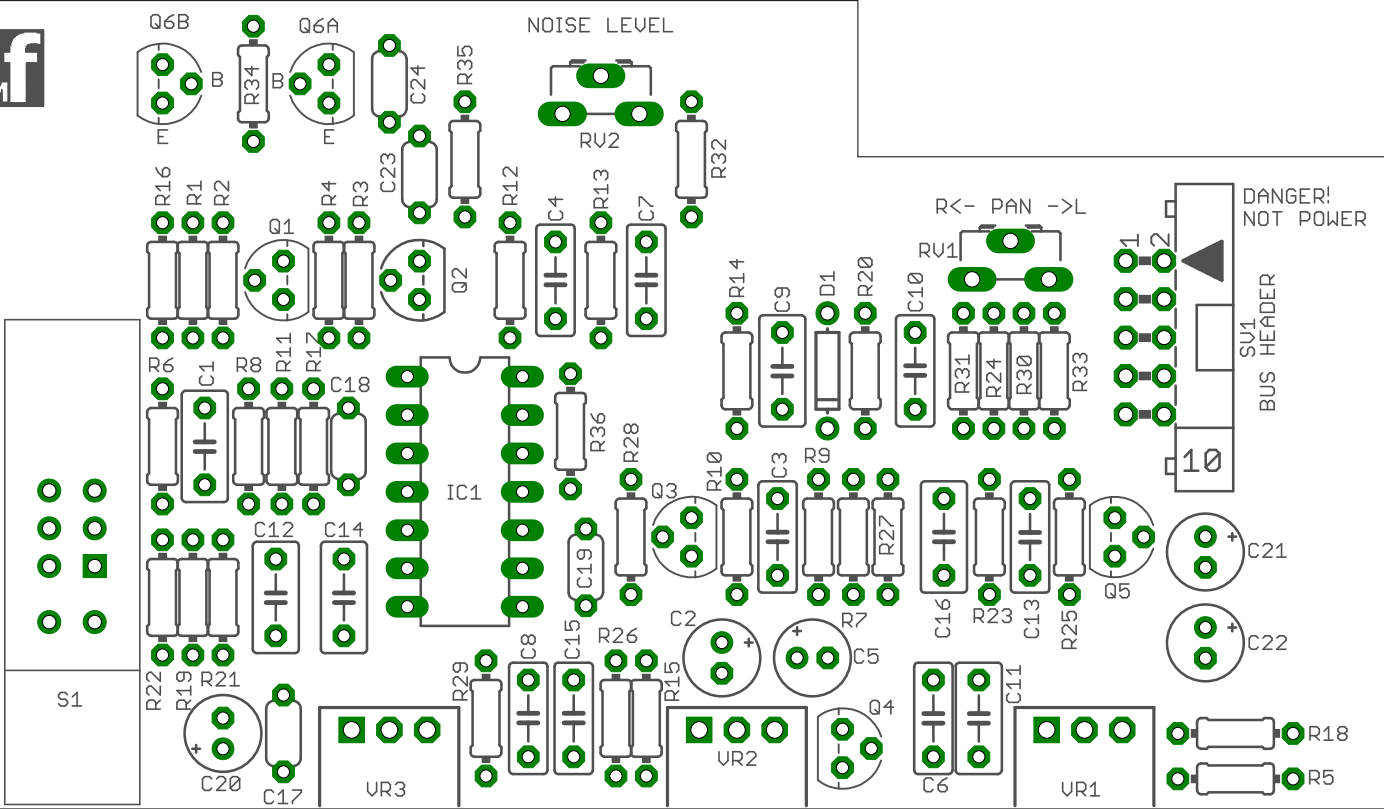 f
Q6B
Q6A
NOISE LEVEL
B
R34
B
C24
R35
E
E
RV2
R32
C23
R16
R1
R2
R4
R3
R12
C4
R13
C7
DANGER!
NOT POWER
R<- PAN ->L
Q1
RV1
1
2
Q2
R14
C9
D1
R20
C10
SV1
BUS HEADER
R6
C1
R8
R11
R17
C18
R31
R24
R30
R33
R36
R28
10
R10
C3
R9
IC1
Q3
R27
C12
C14
C19
C21
Q5
C2
R7
C16
R23
C13
R25
C8
C15
R26
C5
C22
R22
R19
R21
R29
R15
C11
S1
Q4
R18
C20
C17
VR3
VR2
C6
VR1
R5